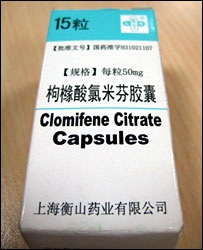 15粒
【批准文号】国药准字H31021107
【规格】每粒50mg
枸橼酸氯米芬胶囊
Clomifene Citrate
Capsules
上海衡山药业有限公司